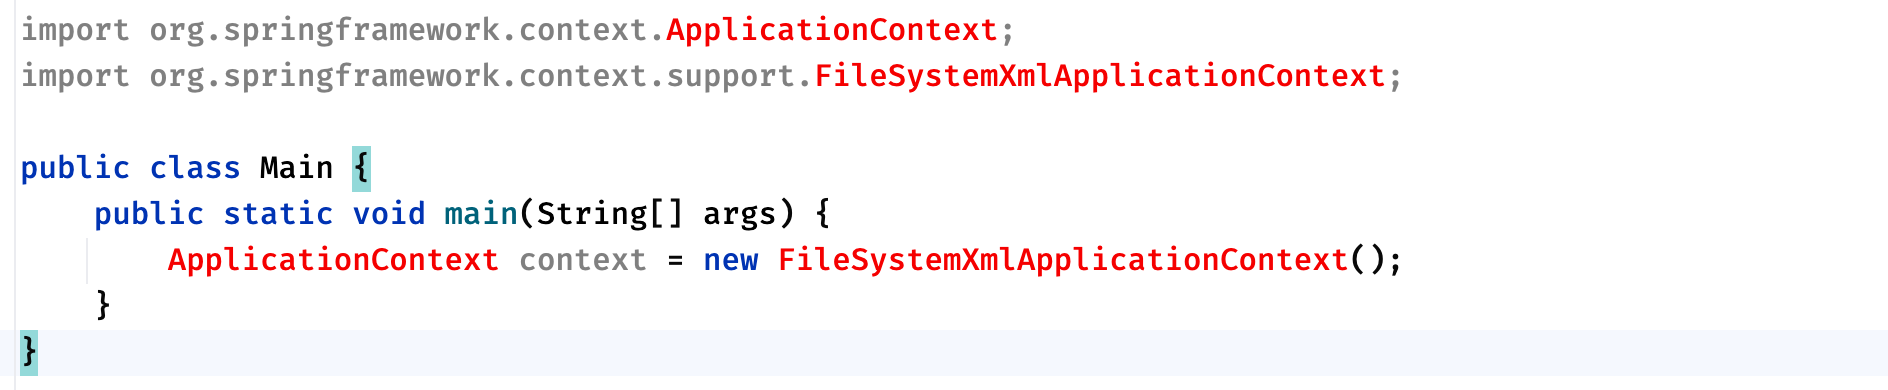 import org.springframework.context.ApplicationContext;
import org.springframework.context.support.FileSystemXmlApplicationContext;

public class Main {
    public static void main(String[] args) {
        ApplicationContext context = new FileSystemXmlApplicationContext();
    }
}